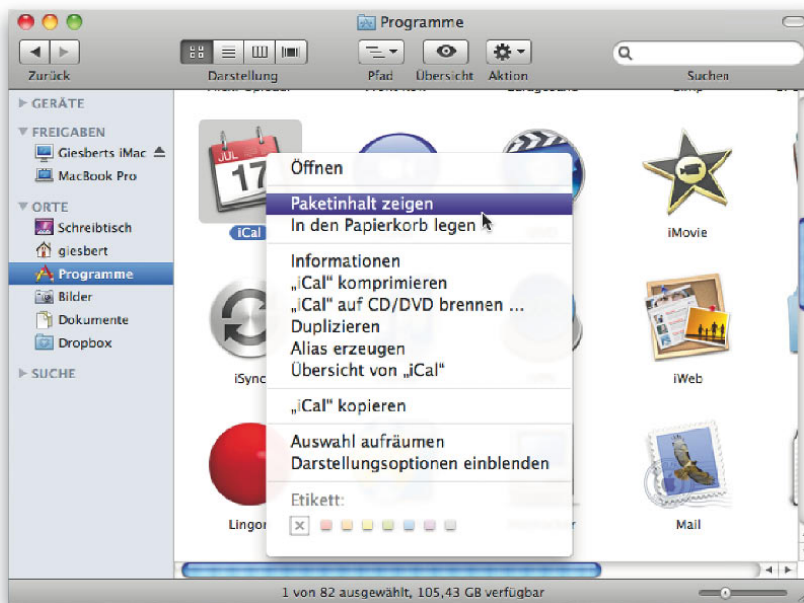 Programme
Zurück
Darstellung
Pfad
Übersicht
Aktion
Suchen
GERÄTE
FREIGABEN
Giesberts iMac
MacBook Pro
ORTE
Schreibtisch
giesbert
Programme
Bilder
Dokumente
Dropbox
SUCHE
JUL
17
iCal
Öffnen
Paketinhalt zeigen
In den Papierkorb legen
Informationen
„iCal“ komprimieren
„iCal“ auf CD/DVD brennen ...
Duplizieren
Alias erzeugen
Übersicht von „iCal“
„iCal“ kopieren
Auswahl aufräumen
Darstellungsoptionen einblenden
Etikett:
iMovie
iSync
iWeb
Lingon
Mail
1 von 82 ausgewählt, 105,43 GB verfügbar